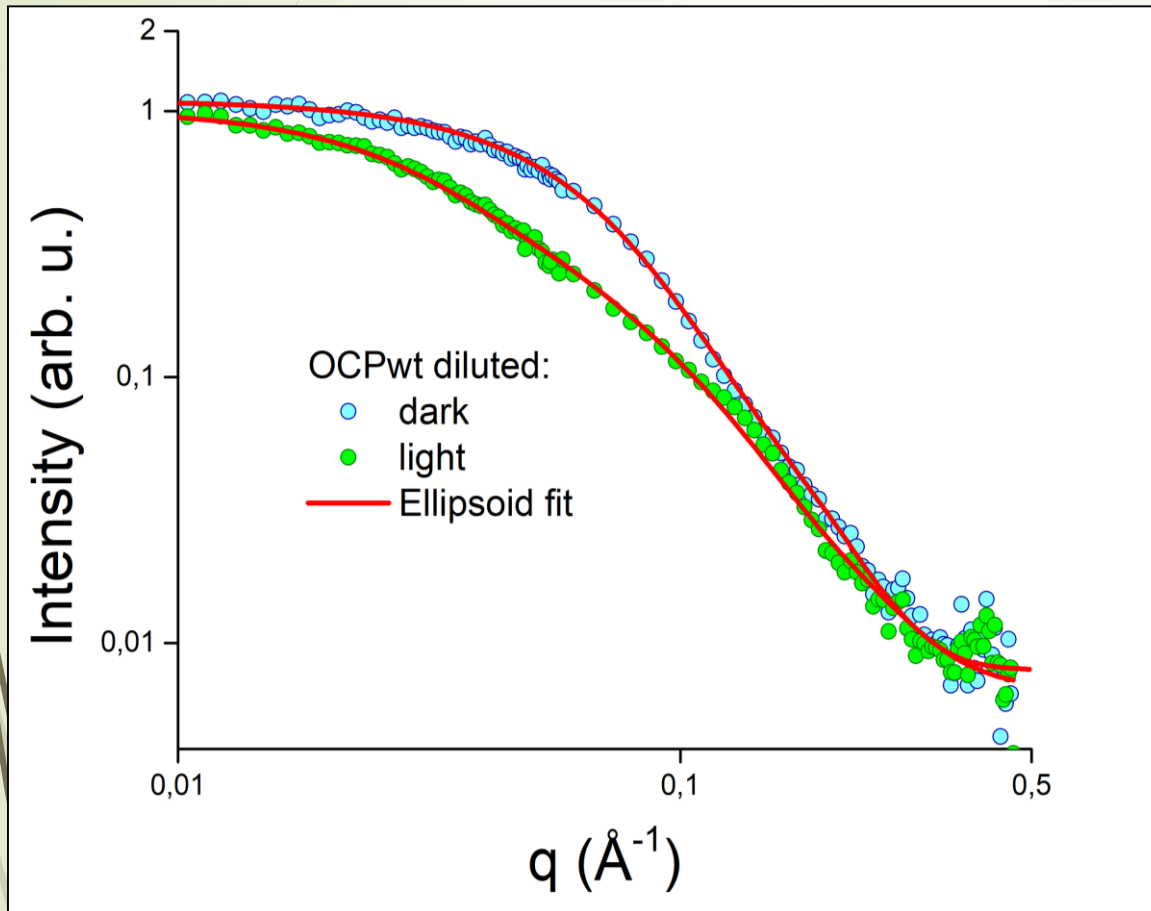 2
1
0,1
0,01
Intensity (arb. u.)
OCPwt diluted:
dark
light
Ellipsoid fit
0,01
0,1
0,5
q (Å⁻¹)